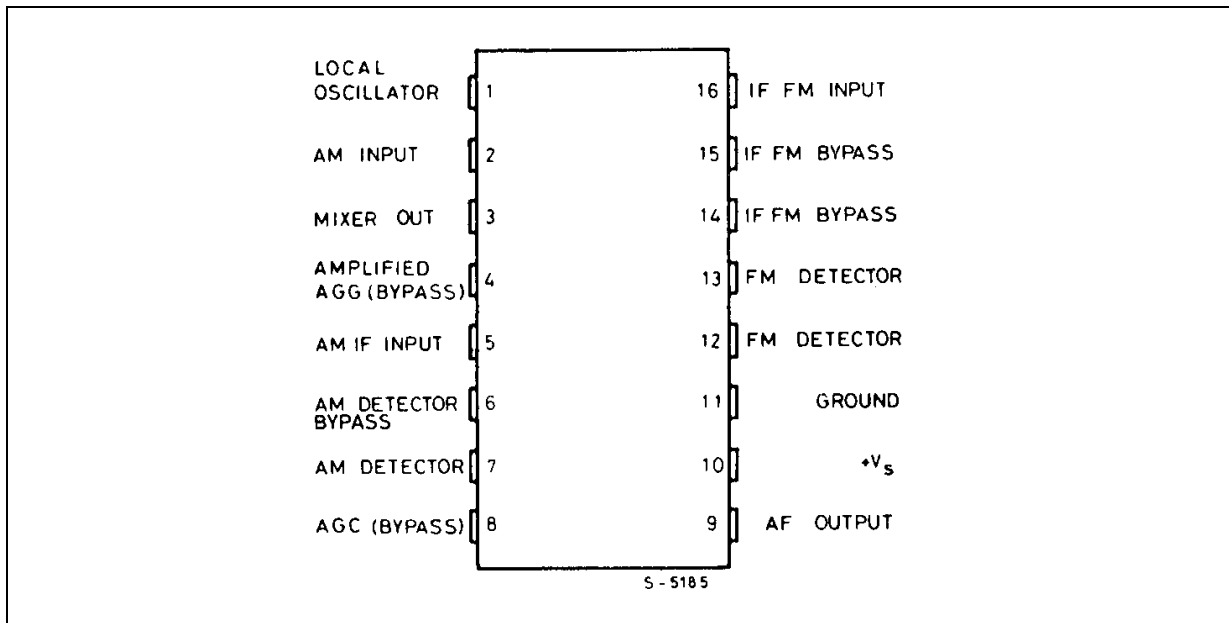 LOCAL
OSCILLATOR
1
AM INPUT
2
MIXER OUT
3
AMPLIFIED
AGG (BYPASS)
4
AM IF INPUT
5
AM DETECTOR
BYPASS
6
AM DETECTOR
7
AGC (BYPASS)
8
16
IF FM INPUT
15
IF FM BYPASS
14
IF FM BYPASS
13
FM DETECTOR
12
FM DETECTOR
11
GROUND
10
+Vs
9
AF OUTPUT
S-5185